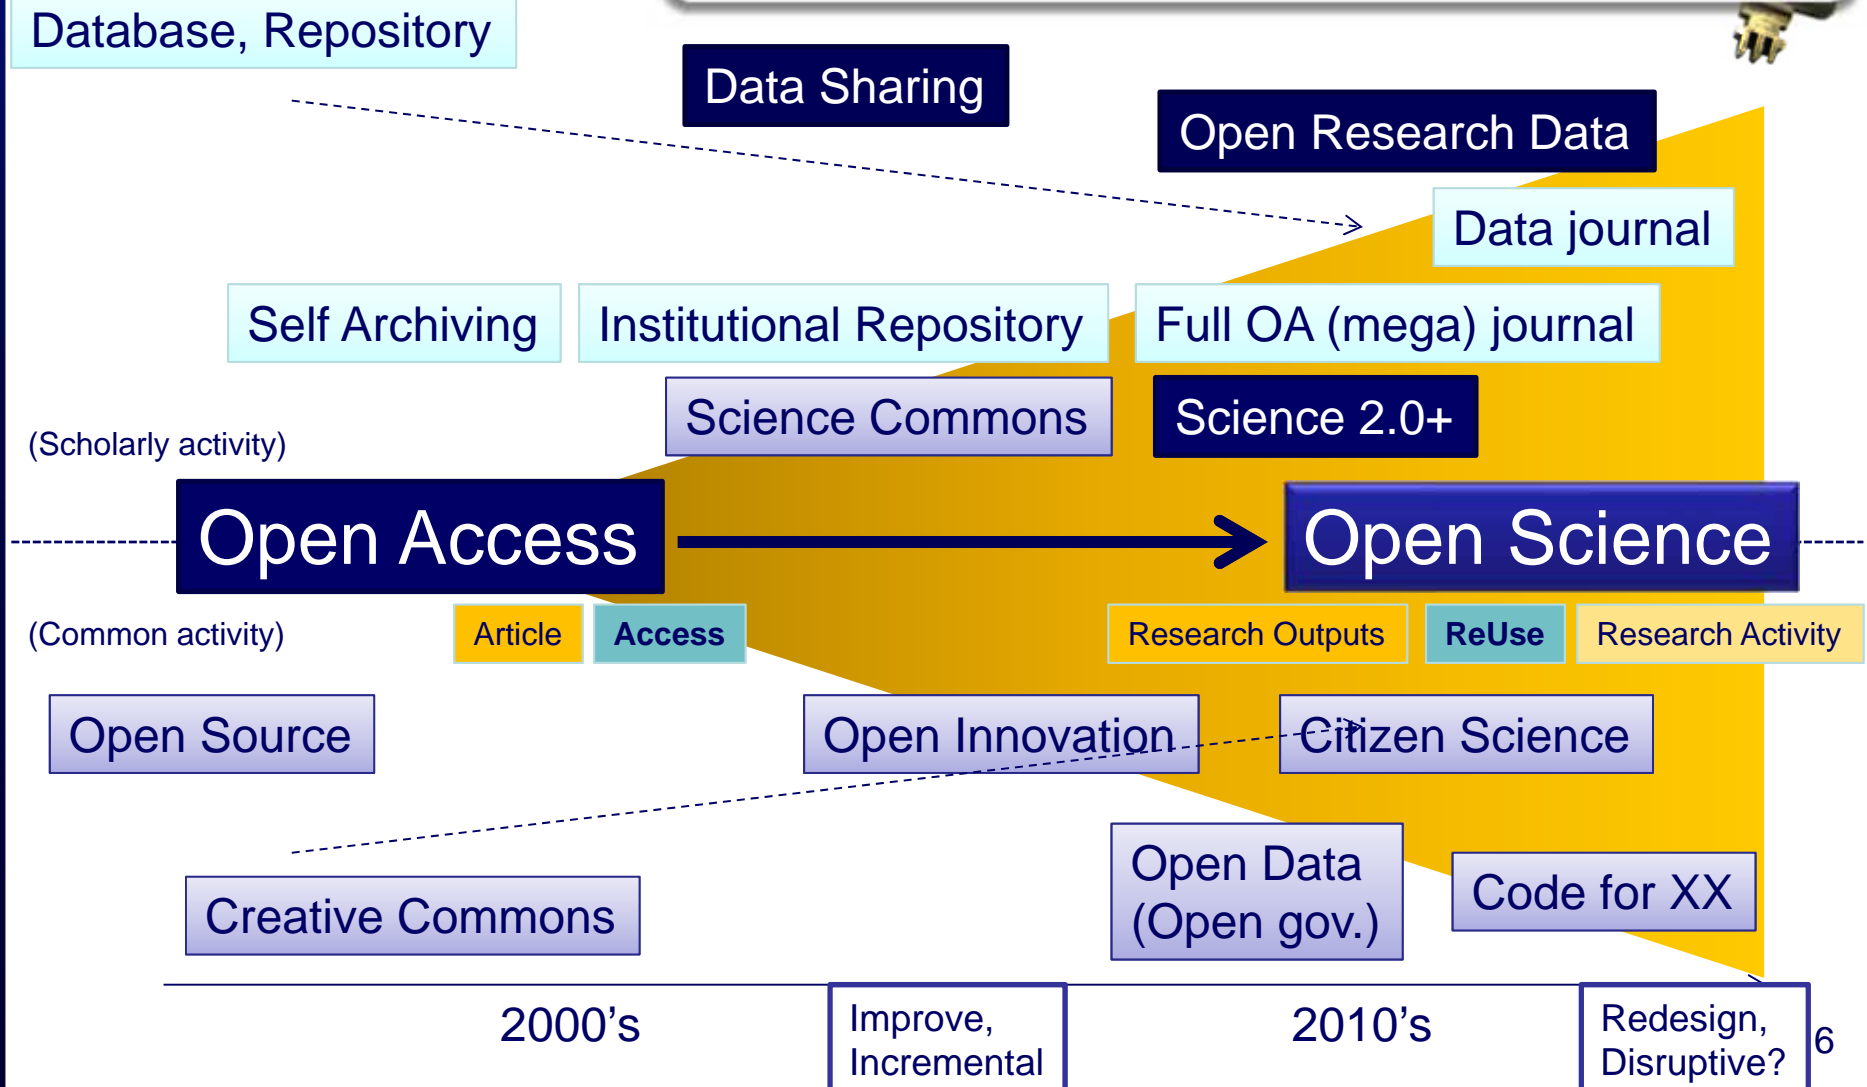 Database, Repository
Data Sharing
Open Research Data
Data journal
Self Archiving
Institutional Repository
Full OA (mega) journal
Science Commons
Science 2.0+
(Scholarly activity)
Open Access
Open Science
(Common activity)
Article
Access
Research Outputs
ReUse
Research Activity
Open Source
Open Innovation
Citizen Science
Open Data
(Open gov.)
Code for XX
Creative Commons
2000's
Improve,
Incremental
2010's
Redesign,
Disruptive?
6